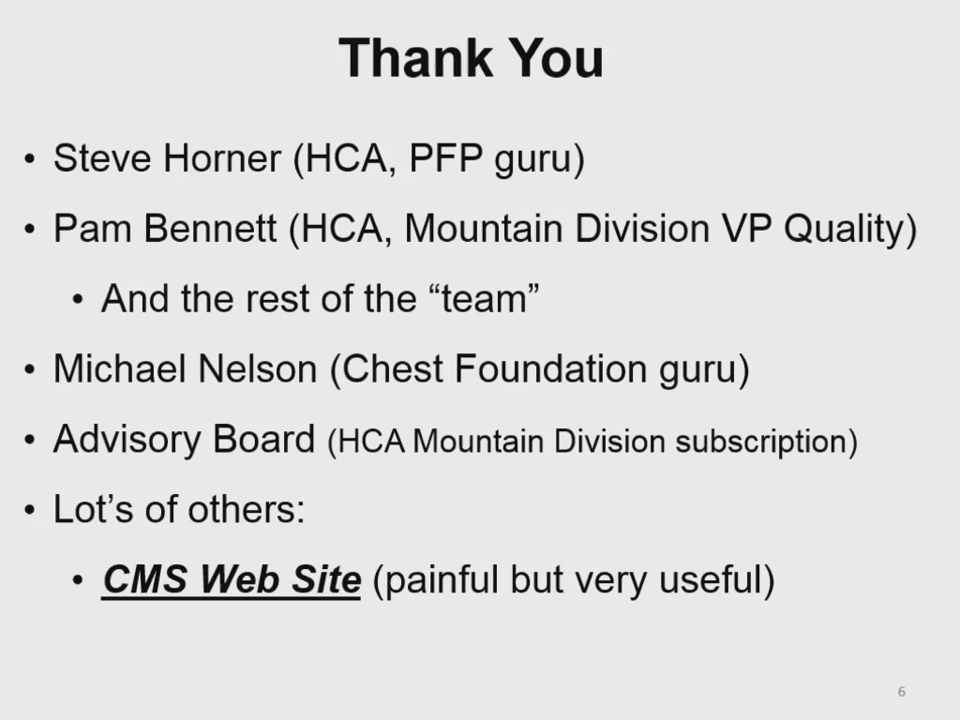 Thank You
• Steve Horner (HCA, PFP guru)
• Pam Bennett (HCA, Mountain Division VP Quality)
• And the rest of the “team”
• Michael Nelson (Chest Foundation guru)
• Advisory Board (HCA Mountain Division subscription)
• Lot’s of others:
• CMS Web Site (painful but very useful)
6